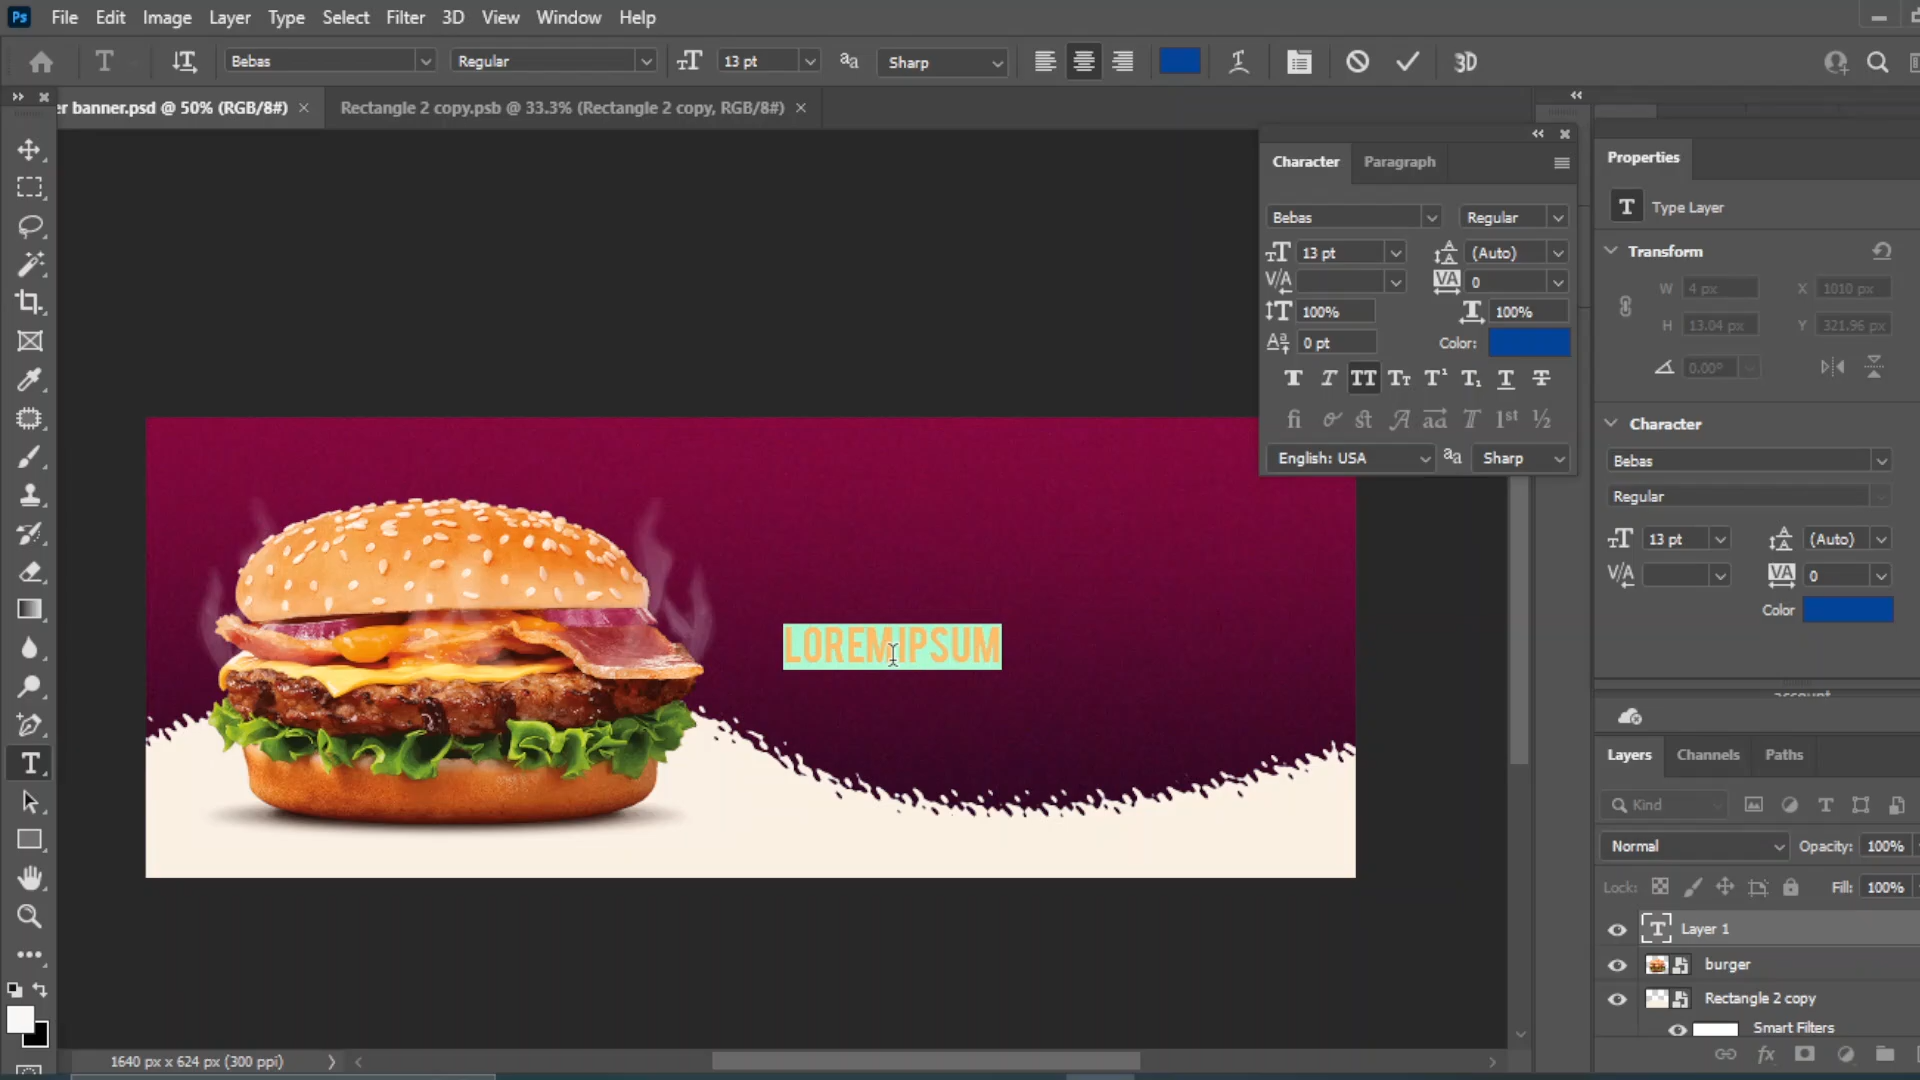 Ps File Edit Image Layer Type Select Filter 3D View Window Help
Bebas Regular 13 pt Sharp 3D
er banner.psd @ 50% (RGB/8#) × Rectangle 2 copy.psb @ 33.3% (Rectangle 2 copy, RGB/8#) ×
Character Paragraph
Bebas Regular
13 pt (Auto)
0
100% 100%
0 pt Color:
English: USA Sharp
LOREM IPSUM
Properties
Type Layer
Transform
W 4 px X 1010 px
H 13.04 px Y 321.96 px
0.00°
Character
Bebas
Regular
13 pt (Auto)
0
Color
account
Layers Channels Paths
Kind
Normal Opacity: 100%
Lock: Fill: 100%
Layer 1
burger
Rectangle 2 copy
Smart Filters
1640 px x 624 px (300 ppi)